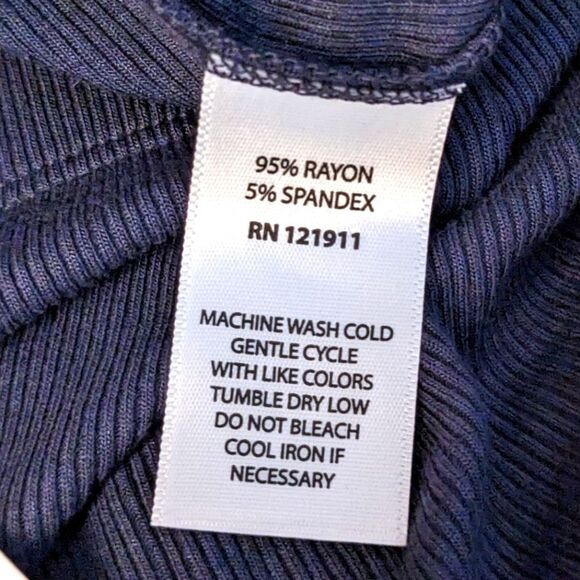 95% RAYON
5% SPANDEX
RN 121911
MACHINE WASH COLD
GENTLE CYCLE
WITH LIKE COLORS
TUMBLE DRY LOW
DO NOT BLEACH
COOL IRON IF
NECESSARY